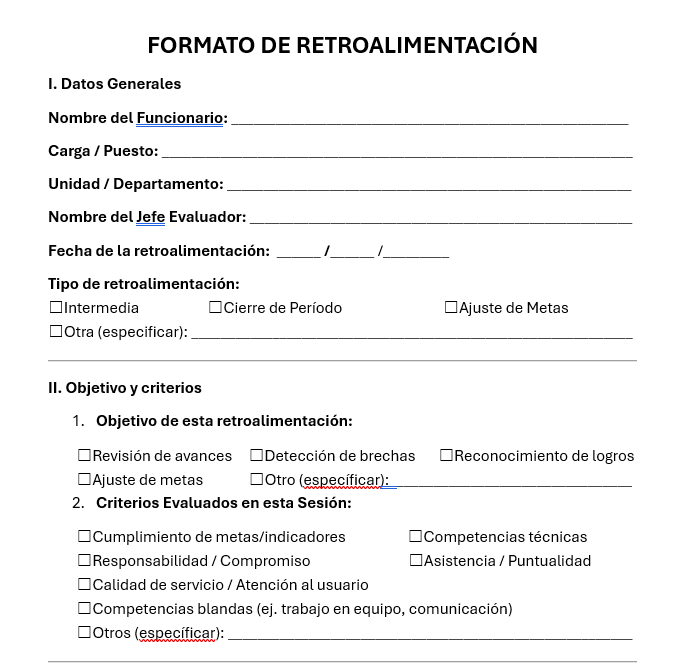 FORMATO DE RETROALIMENTACIÓN
I. Datos Generales
Nombre del Funcionario: ______________________________
Carga / Puesto: ______________________________
Unidad / Departamento: ______________________________
Nombre del Jefe Evaluador: ______________________________
Fecha de la retroalimentación: ______ /______ /_________
Tipo de retroalimentación:
☐Intermedia ☐Cierre de Período ☐Ajuste de Metas
☐Otra (especificar): ______________________________
II. Objetivo y criterios
1. Objetivo de esta retroalimentación:
☐Revisión de avances ☐Detección de brechas ☐Reconocimiento de logros
☐Ajuste de metas ☐Otro (específicar):______________________________
2. Criterios Evaluados en esta Sesión:
☐Cumplimiento de metas/indicadores ☐Competencias técnicas
☐Responsabilidad / Compromiso ☐Asistencia / Puntualidad
☐Calidad de servicio / Atención al usuario
☐Competencias blandas (ej. trabajo en equipo, comunicación)
☐Otros (específicar): ______________________________